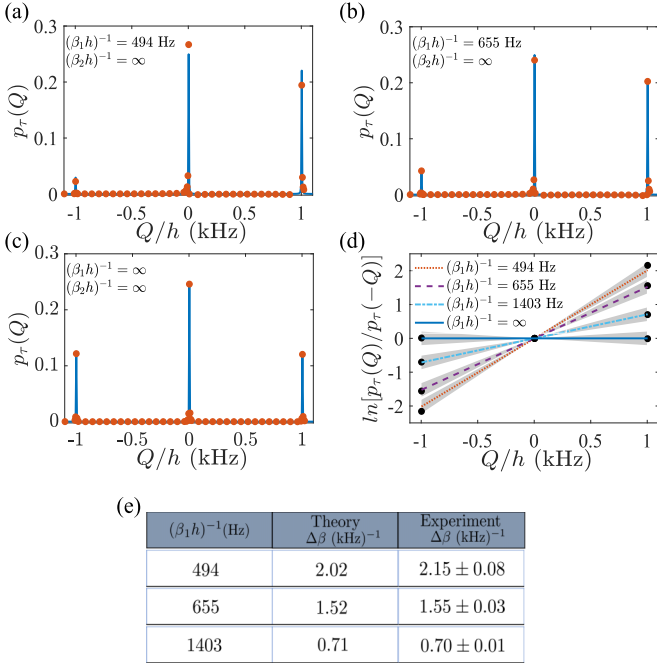 (a)
(β₁h)⁻¹ = 494 Hz
(β₂h)⁻¹ = ∞
p_τ(Q)
0.3
0.2
0.1
0
-1 -0.5 0 0.5 1
Q/h (kHz)
(b)
(β₁h)⁻¹ = 655 Hz
(β₂h)⁻¹ = ∞
p_τ(Q)
0.3
0.2
0.1
0
-1 -0.5 0 0.5 1
Q/h (kHz)
(c)
(β₁h)⁻¹ = ∞
(β₂h)⁻¹ = ∞
p_τ(Q)
0.3
0.2
0.1
0
-1 -0.5 0 0.5 1
Q/h (kHz)
(d)
(β₁h)⁻¹ = 494 Hz
(β₁h)⁻¹ = 655 Hz
(β₁h)⁻¹ = 1403 Hz
(β₁h)⁻¹ = ∞
ln[p_τ(Q)/p_τ(-Q)]
2
1
0
-1
-2
-1 -0.5 0 0.5 1
Q/h (kHz)
(e)
(β₁h)⁻¹(Hz) Theory Δβ (kHz)⁻¹ Experiment Δβ (kHz)⁻¹
494 2.02 2.15 ± 0.08
655 1.52 1.55 ± 0.03
1403 0.71 0.70 ± 0.01